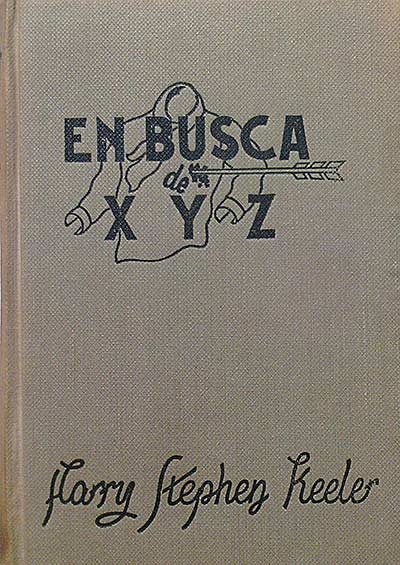 EN BUSCA
de
X Y Z
Harry Stephen Keeler